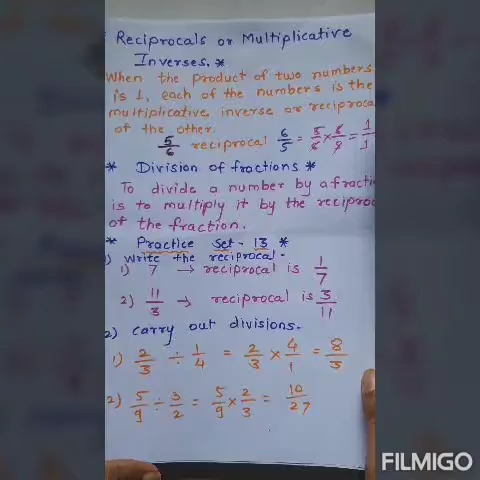 * Reciprocals or Multiplicative
Inverses. *
When the product of two numbers
is 1, each of the numbers is the
multiplicative inverse or reciproca
of the other.
5/6 reciprocal 6/5 = 5/6 × 6/5 = 1/1
* Division of fractions *
To divide a number by a fracti
is to multiply it by the reciproc
of the fraction.
* Practice Set - 13 *
1) Write the reciprocal -
1) 7 → reciprocal is 1/7
2) 11/3 → reciprocal is 3/11
2) carry out divisions.
1) 2/3 ÷ 1/4 = 2/3 × 4/1 = 8/3
2) 5/9 ÷ 3/2 = 5/9 × 2/3 = 10/27
FILMIGO